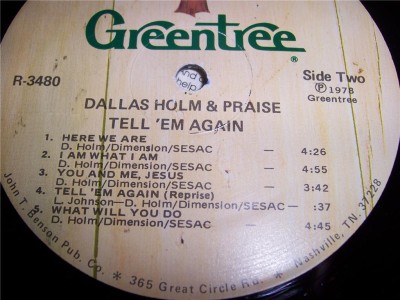 Greentree®
R-3480
Side Two
℗ 1978
Greentree
and
help
DALLAS HOLM & PRAISE
TELL 'EM AGAIN
1. HERE WE ARE
D. Holm/Dimension/SESAC — 4:26
2. I AM WHAT I AM
D. Holm/Dimension/SESAC — 4:55
3. YOU AND ME, JESUS
D. Holm/Dimension/SESAC — 3:42
4. TELL 'EM AGAIN (Reprise)
L. Johnson—D. Holm/Dimension/SESAC — :37
5. WHAT WILL YOU DO
D. Holm/Dimension/SESAC — 4:45
John T. Benson Pub. Co. * 365 Great Circle Rd. * Nashville, TN. 37228